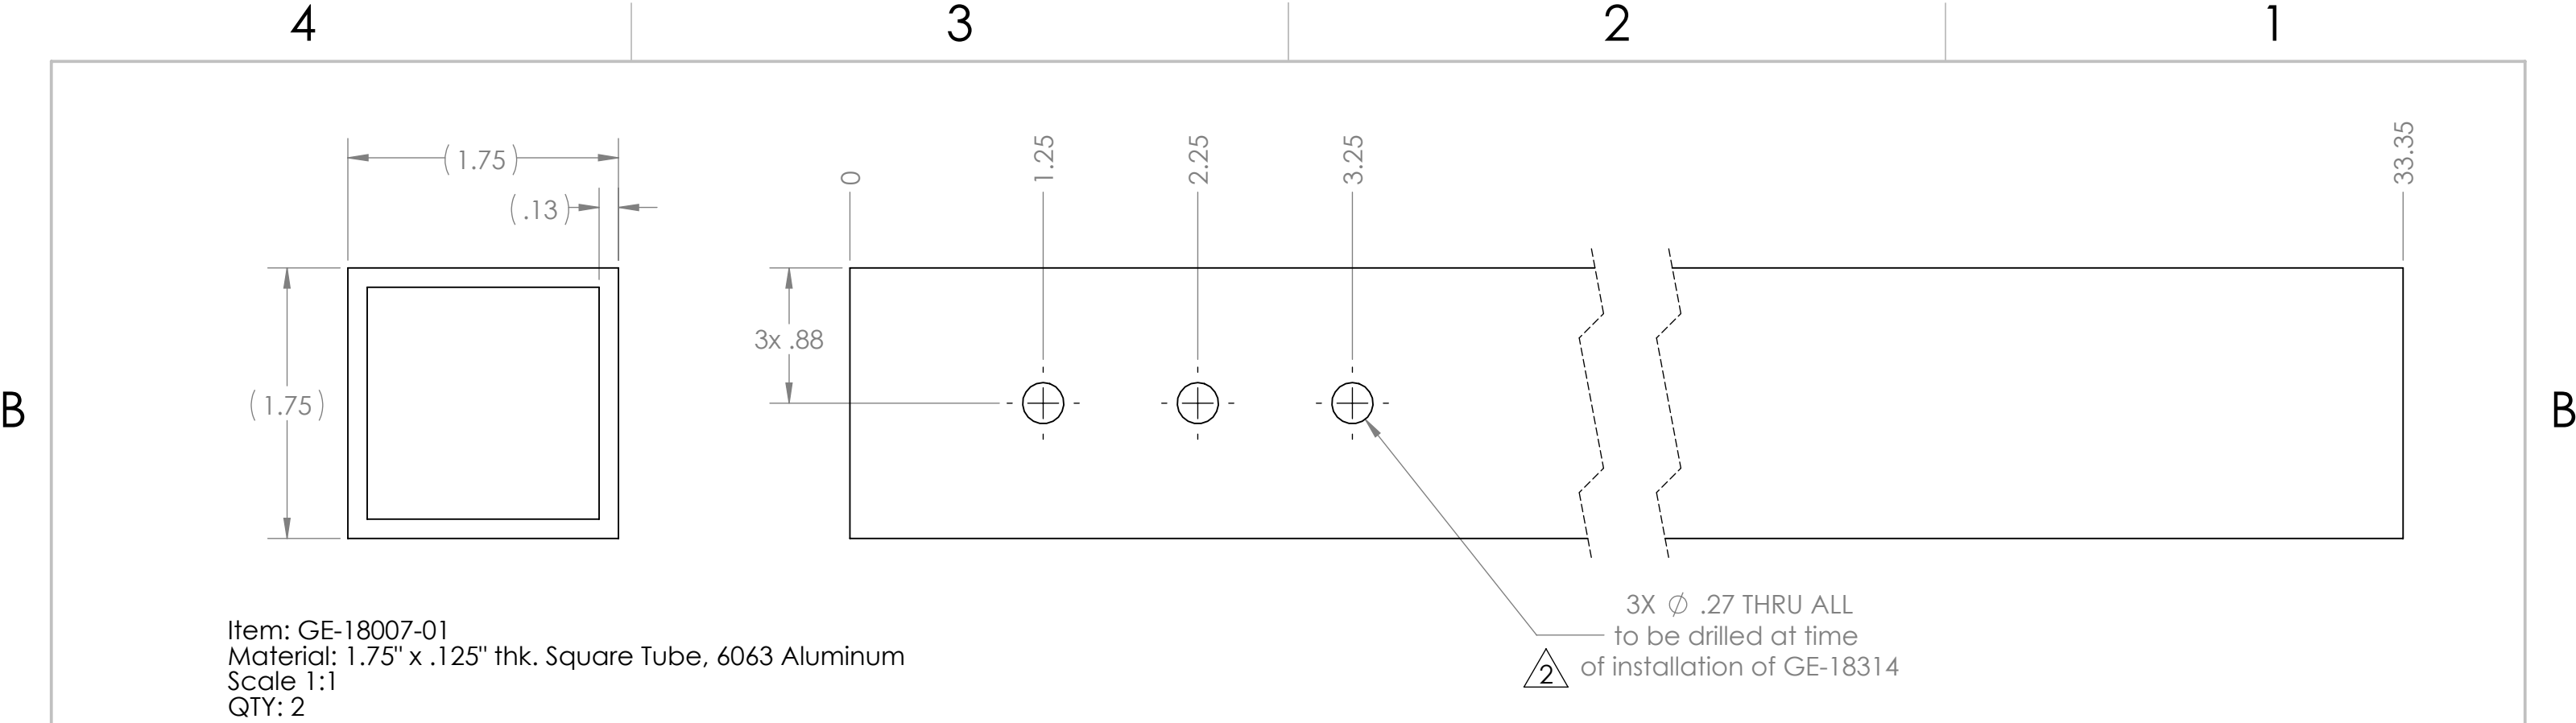 4 3 2 1
(1.75)
(.13)
0 1.25 2.25 3.25 33.35
3x .88
(1.75)
B B
3X ∅ .27 THRU ALL
to be drilled at time
of installation of GE-18314
2
Item: GE-18007-01
Material: 1.75" x .125" thk. Square Tube, 6063 Aluminum
Scale 1:1
QTY: 2